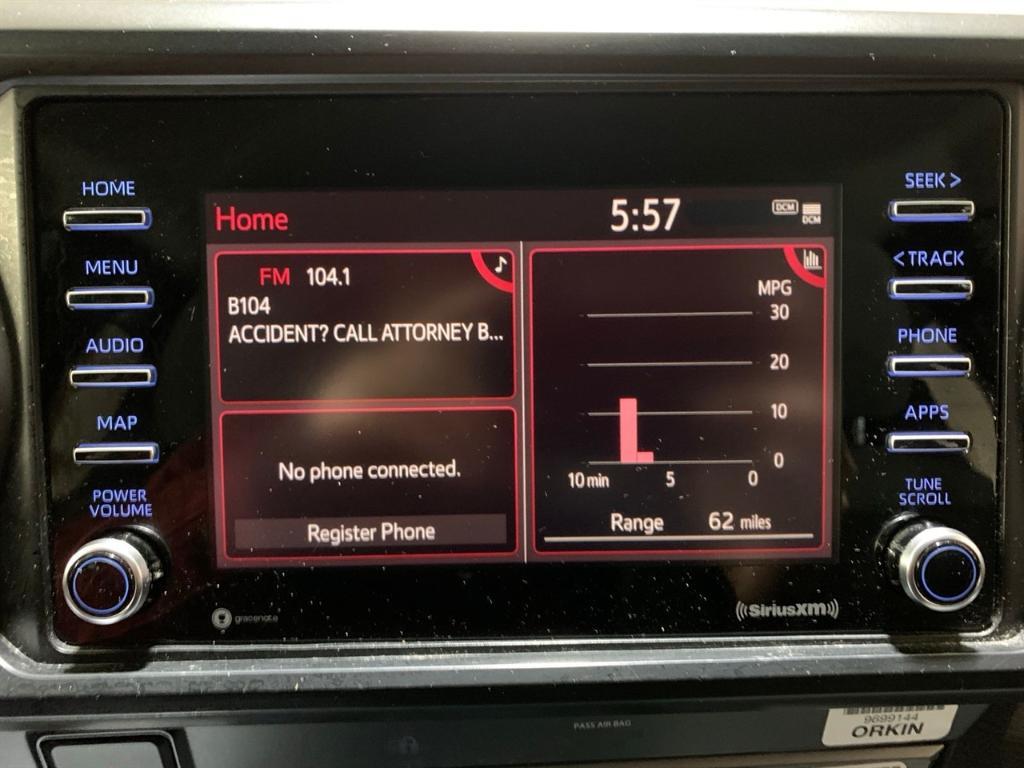 HOME
MENU
AUDIO
MAP
POWER
VOLUME
Home
5:57
DCM
DCM
FM 104.1
B104
ACCIDENT? CALL ATTORNEY B...
No phone connected.
Register Phone
MPG
30
20
10
0
10 min 5 0
Range 62 miles
SEEK >
< TRACK
PHONE
APPS
TUNE
SCROLL
gracenote
((SiriusXM))
PASS AIR BAG
9699144
ORKIN